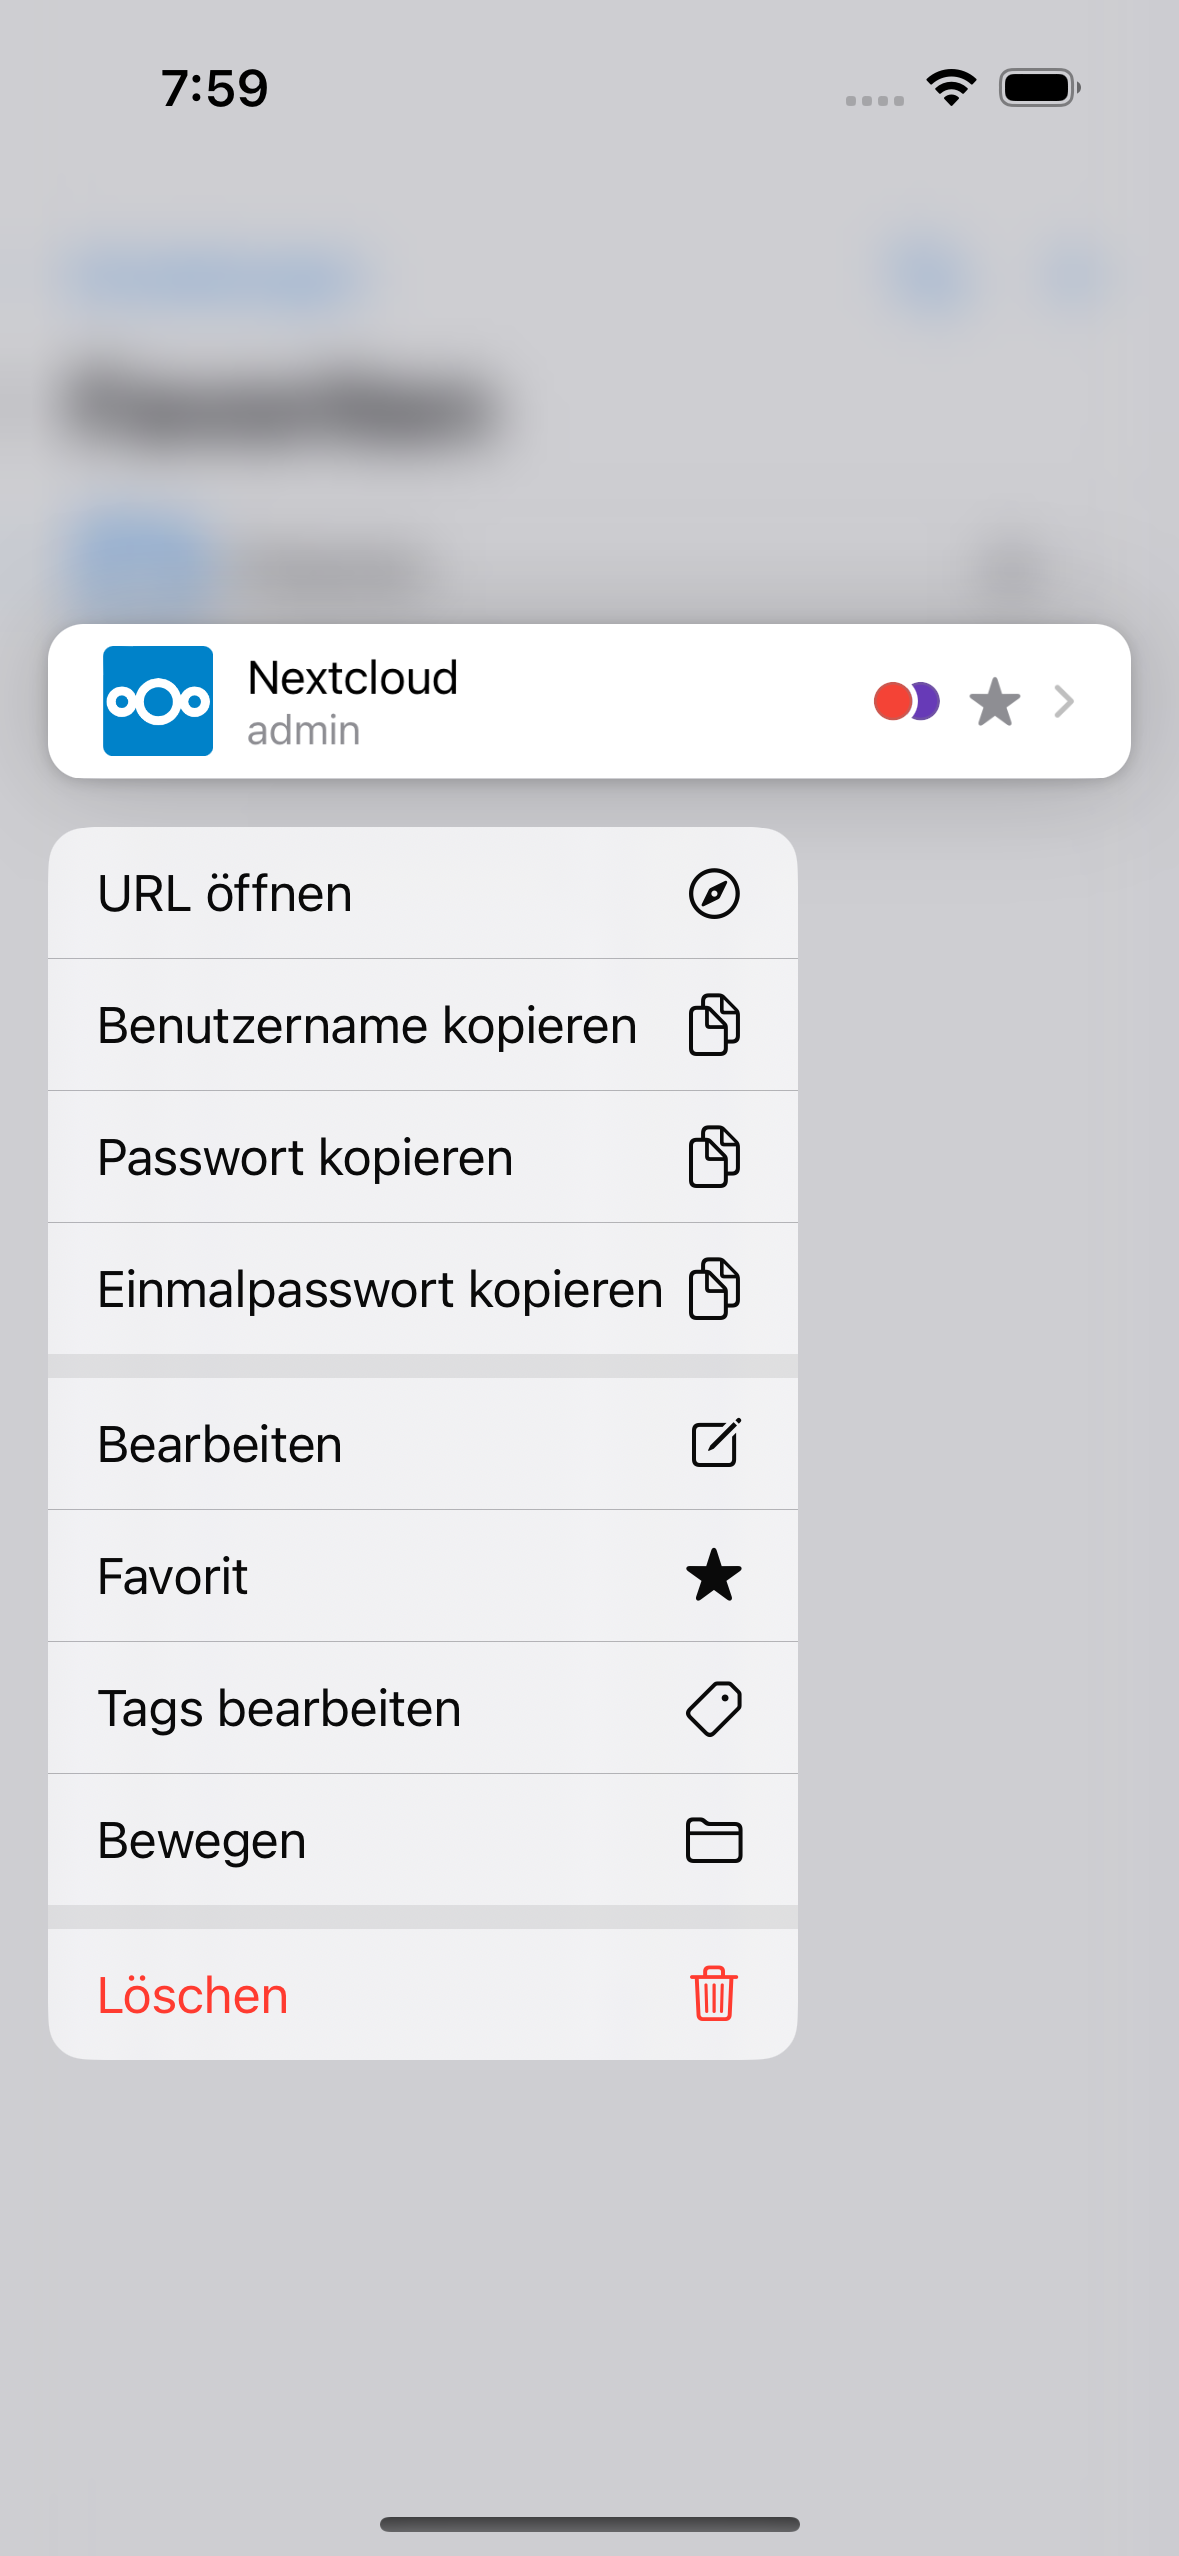 7:59
Nextcloud
admin
URL öffnen
Benutzername kopieren
Passwort kopieren
Einmalpasswort kopieren
Bearbeiten
Favorit
Tags bearbeiten
Bewegen
Löschen